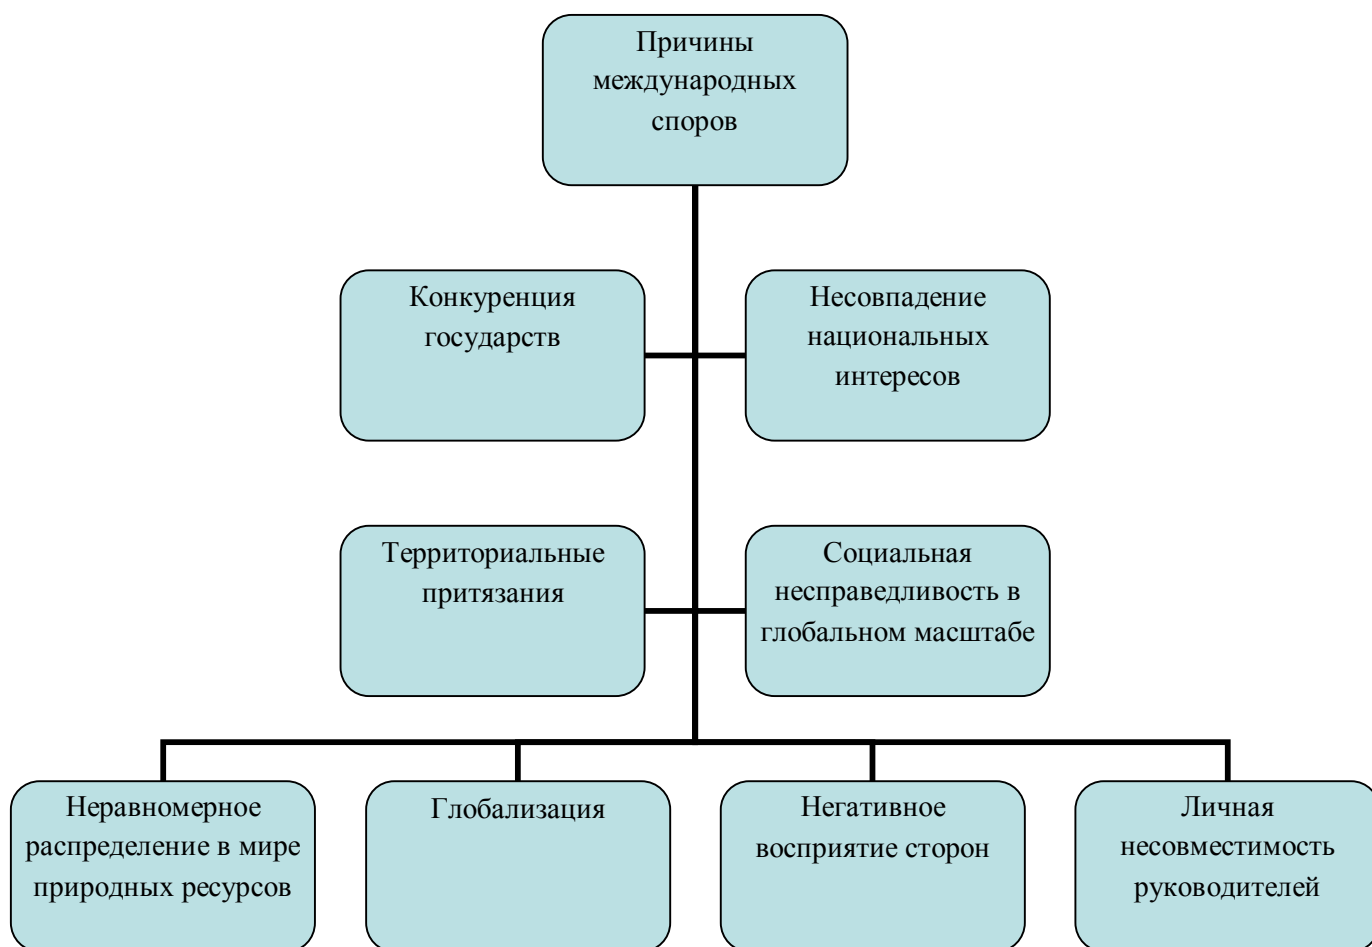 Причины
международных
споров
Конкуренция
государств
Несовпадение
национальных
интересов
Территориальные
притязания
Социальная
несправедливость в
глобальном масштабе
Неравномерное
распределение в мире
природных ресурсов
Глобализация
Негативное
восприятие сторон
Личная
несовместимость
руководителей